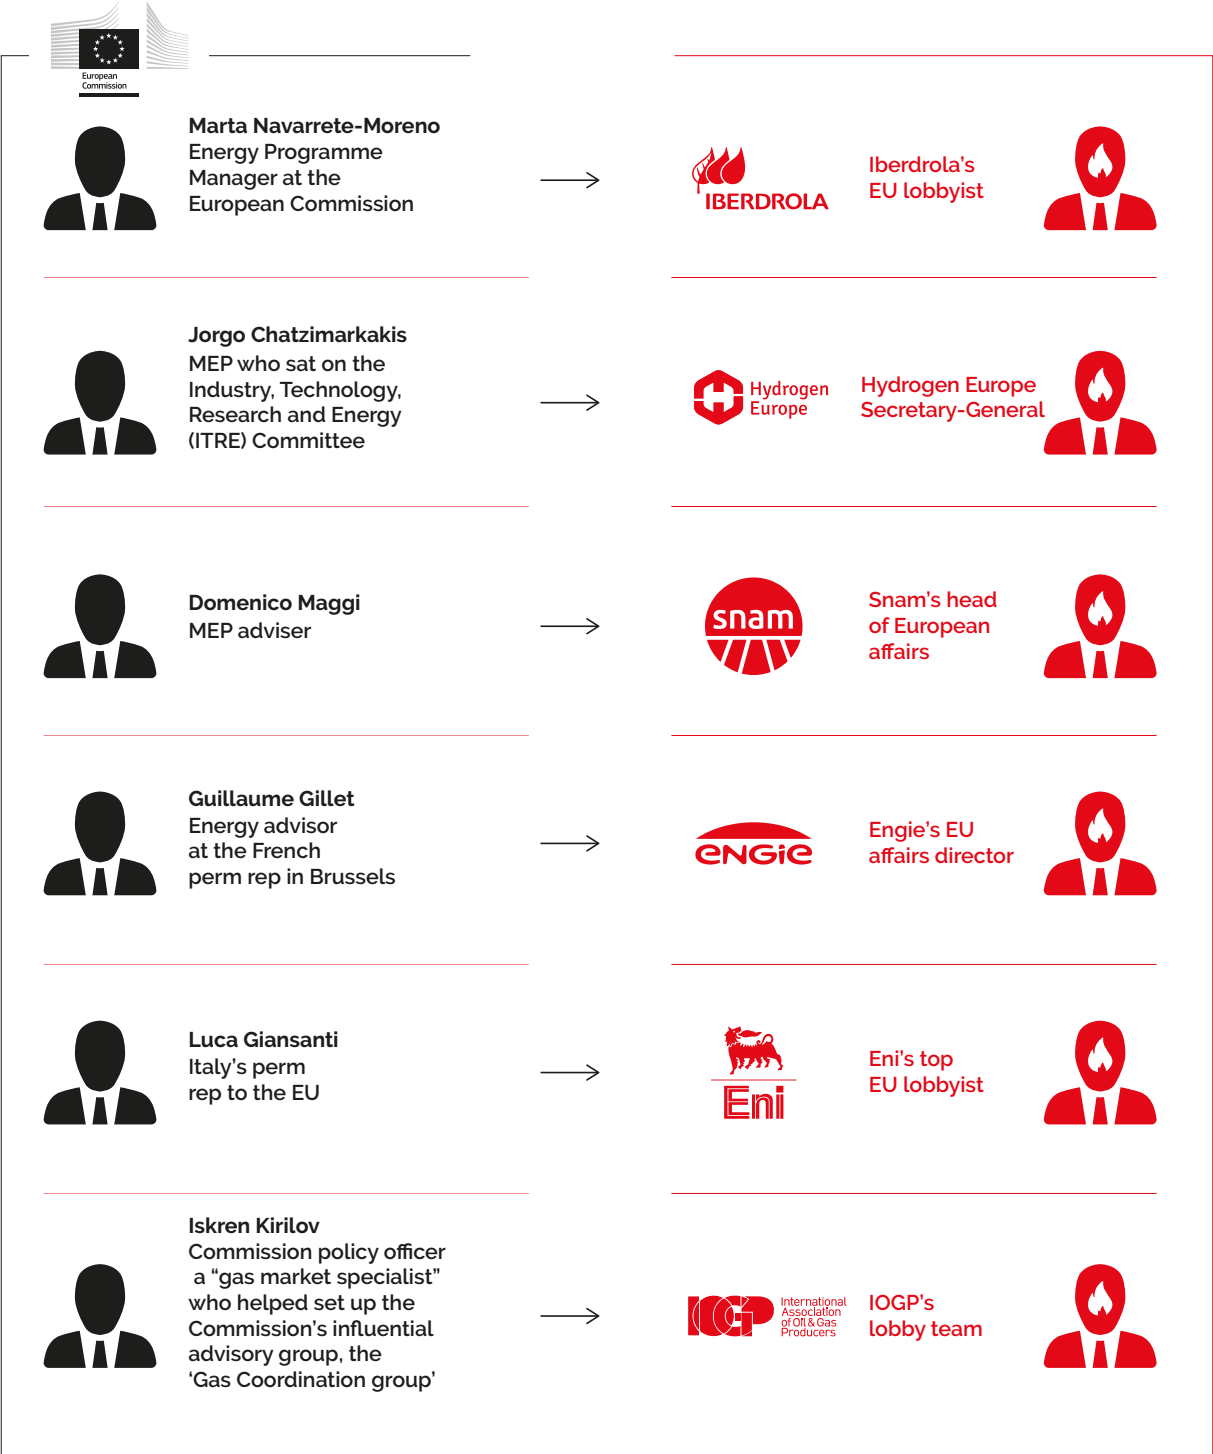 European
Commission
Marta Navarrete-Moreno
Energy Programme
Manager at the
European Commission
IBERDROLA
Iberdrola’s
EU lobbyist
Jorgo Chatzimarkakis
MEP who sat on the
Industry, Technology,
Research and Energy
(ITRE) Committee
Hydrogen
Europe
Hydrogen Europe
Secretary-General
Domenico Maggi
MEP adviser
snam
Snam’s head
of European
affairs
Guillaume Gillet
Energy advisor
at the French
perm rep in Brussels
ENGIE
Engie’s EU
affairs director
Luca Giansanti
Italy’s perm
rep to the EU
Eni
Eni’s top
EU lobbyist
Iskren Kirilov
Commission policy officer
a “gas market specialist”
who helped set up the
Commission’s influential
advisory group, the
‘Gas Coordination group’
IOGP
International
Association
of Oil & Gas
Producers
IOGP’s
lobby team